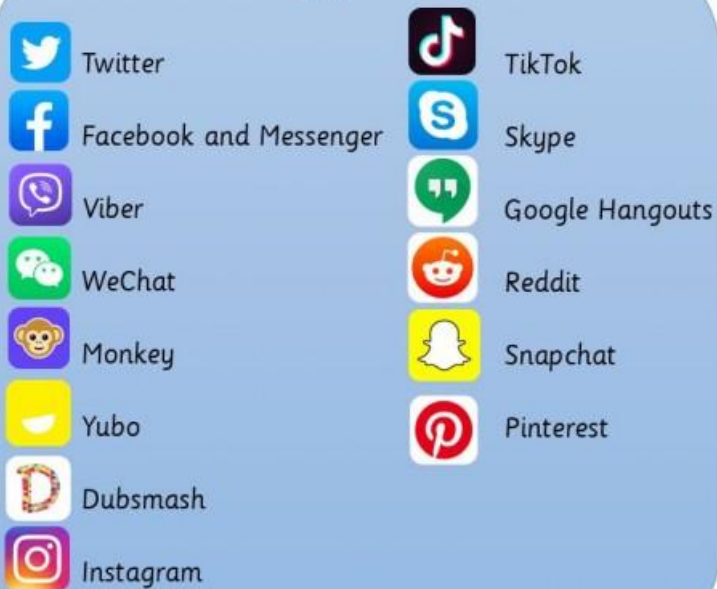 Twitter
Facebook and Messenger
Viber
WeChat
Monkey
Yubo
Dubsmash
Instagram
TikTok
Skype
Google Hangouts
Reddit
Snapchat
Pinterest